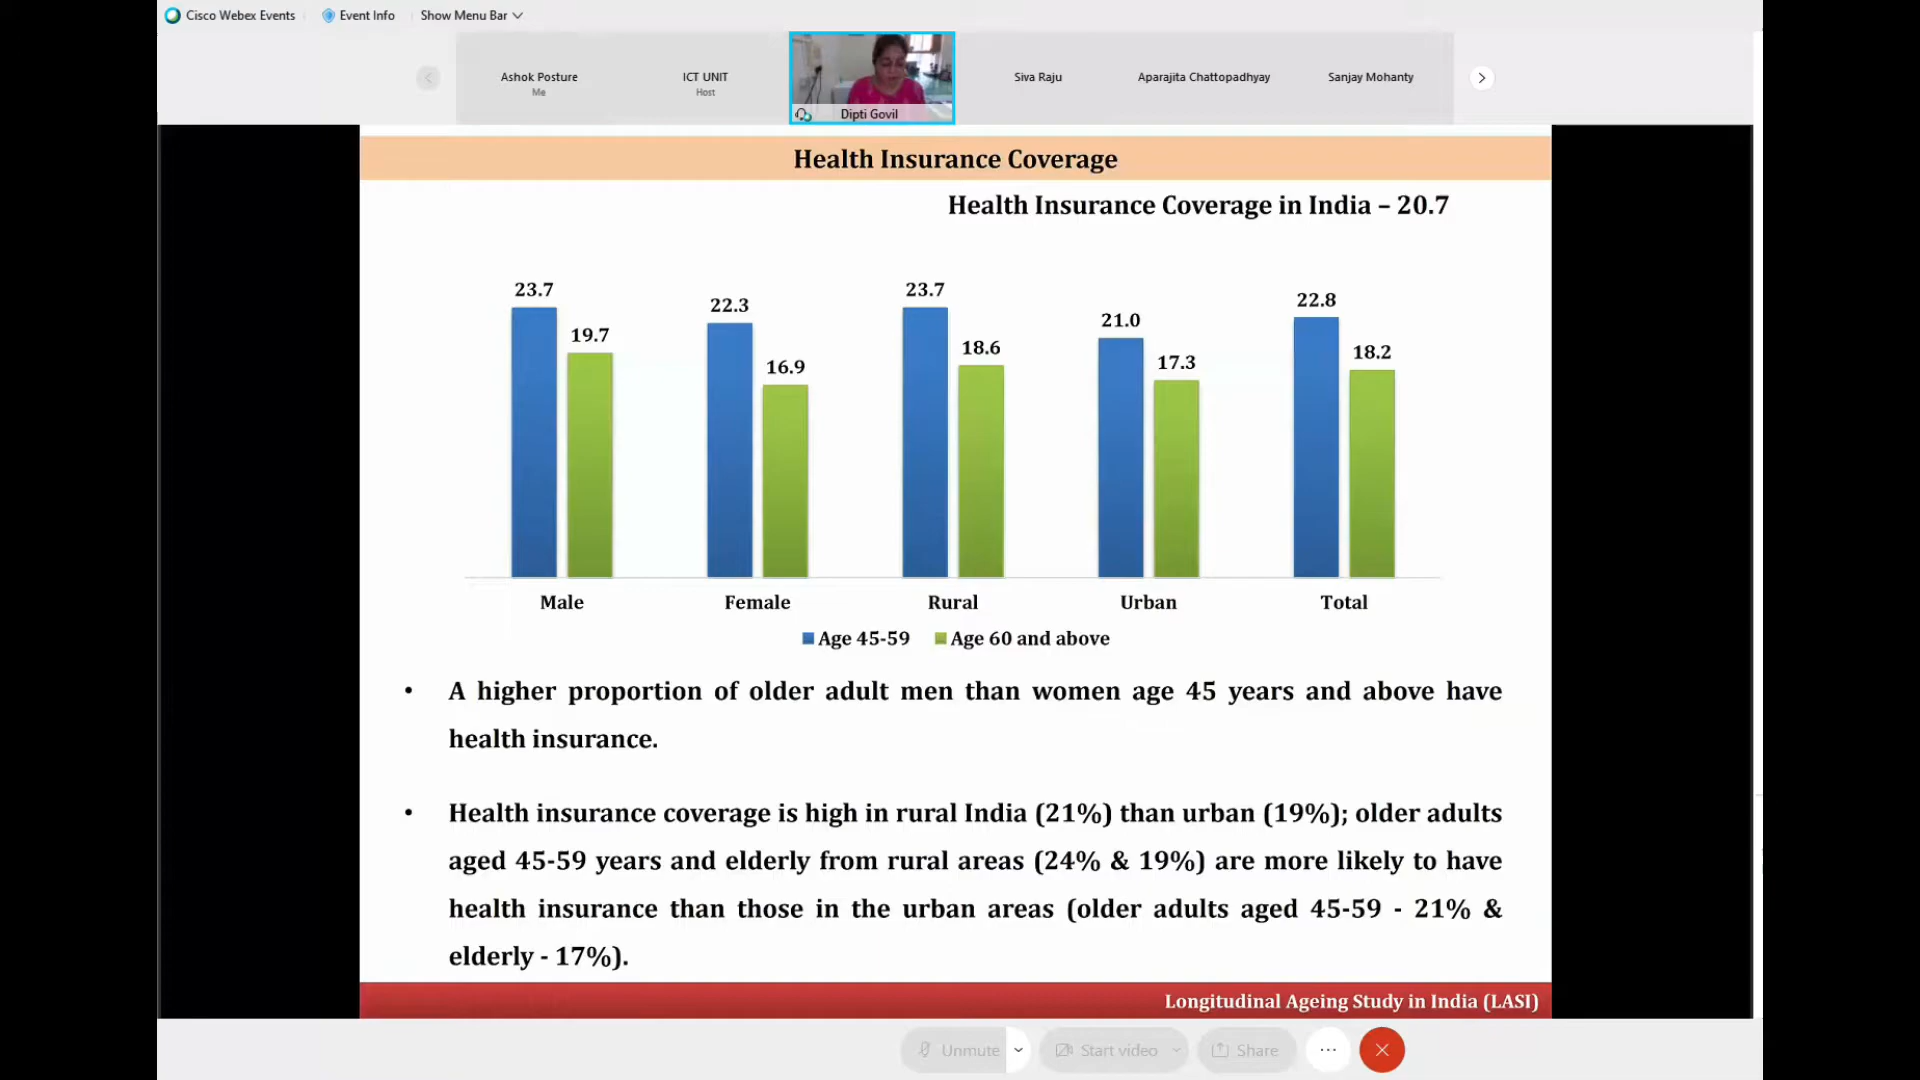 Cisco Webex Events
Event Info
Show Menu Bar
Ashok Posture
Me
ICT UNIT
Host
Dipti Govil
Siva Raju
Aparajita Chattopadhyay
Sanjay Mohanty
Health Insurance Coverage
Health Insurance Coverage in India – 20.7
23.7
19.7
22.3
16.9
23.7
18.6
21.0
17.3
22.8
18.2
Male
Female
Rural
Urban
Total
Age 45-59
Age 60 and above
• A higher proportion of older adult men than women age 45 years and above have
health insurance.
• Health insurance coverage is high in rural India (21%) than urban (19%); older adults
aged 45-59 years and elderly from rural areas (24% & 19%) are more likely to have
health insurance than those in the urban areas (older adults aged 45-59 - 21% &
elderly - 17%).
Longitudinal Ageing Study in India (LASI)
Unmute
Start video
Share